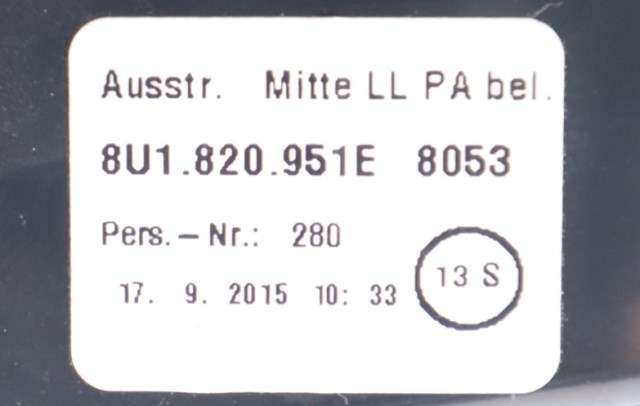 Ausstr. Mitte LL PA bel.
8U1.820.951E 8053
Pers.–Nr.: 280
17. 9. 2015 10: 33
13 S